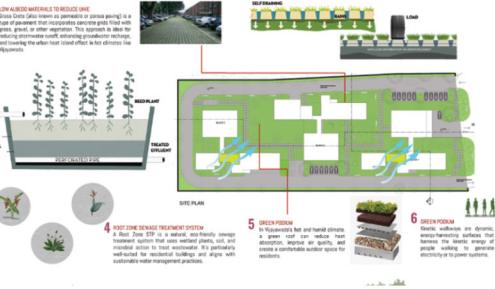 LOW ALBEDO MATERIALS TO REDUCE UHIE
Grass Crete (also known as permeable or porous paving) is a
type of pavement that incorporates concrete grids filled with
grass, gravel, or other vegetation. This approach is ideal for
reducing stormwater runoff, enhancing groundwater recharge,
and lowering the urban heat island effect in hot climates like
Vijayawada
SELF DRAINING
RAINS
LOAD
REED PLANT
TREATED
EFFLUENT
PERFORATED PIPE
SITE PLAN
4 ROOT ZONE SEWAGE TREATMENT SYSTEM
A Root Zone STP is a natural, eco-friendly sewage
treatment system that uses wetland plants, soil, and
microbial action to treat wastewater. It's particularly
well-suited for residential buildings and aligns with
sustainable water management practices.
5 GREEN PODIUM
In Vijayawada's hot and humid climate,
a green roof can reduce heat
absorption, improve air quality, and
create a comfortable outdoor space for
residents
6 GREEN PODIUM
Kinetic walkways are dynamic,
energy-harvesting surfaces that
harness the kinetic energy of
people walking to generate
electricity or to power systems.